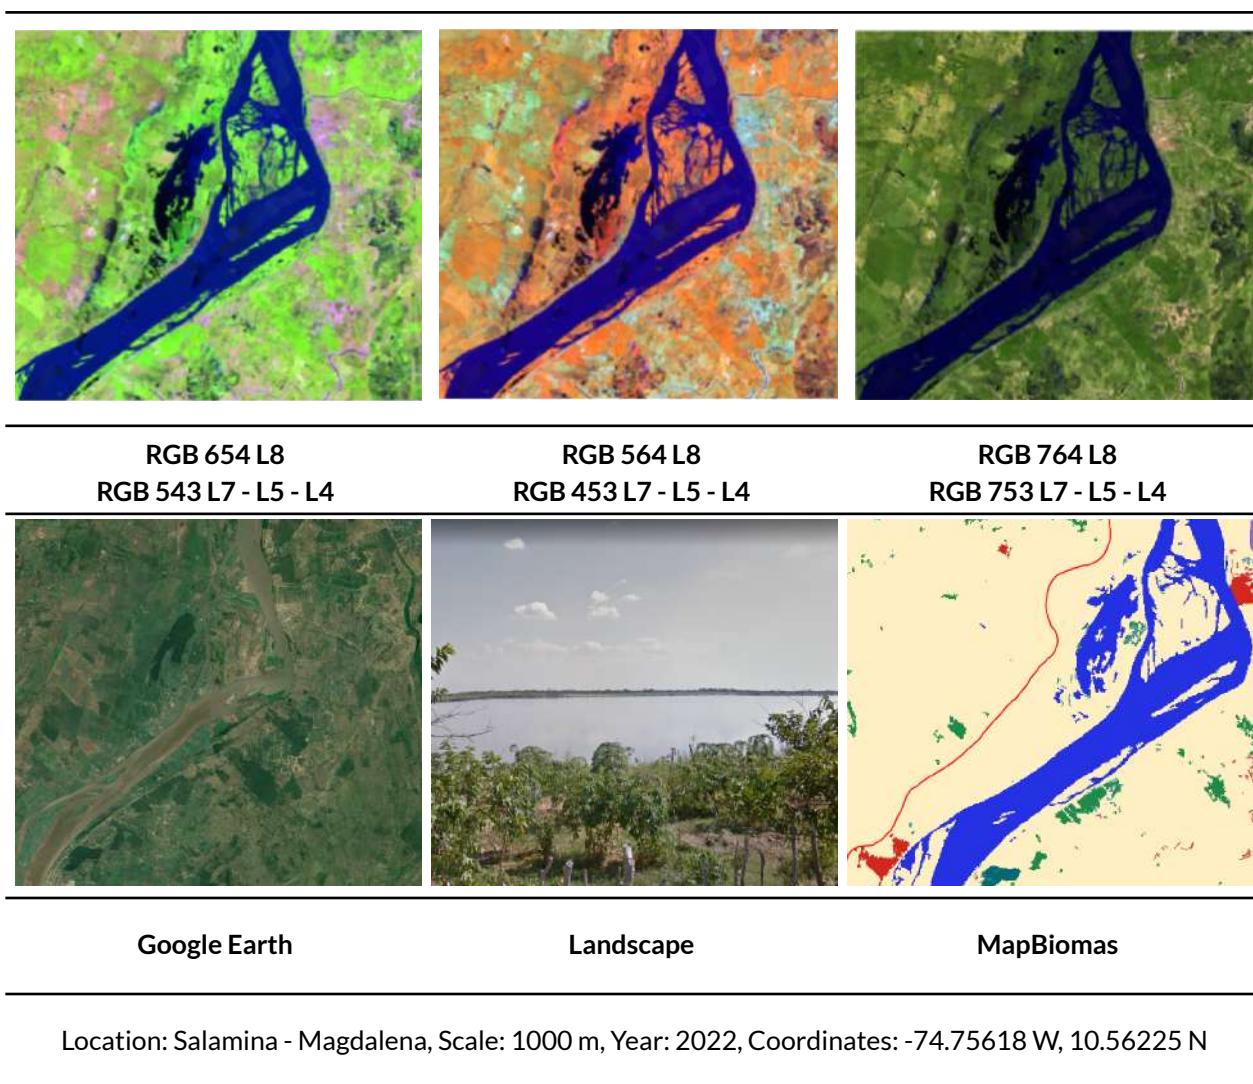 RGB 654 L8
RGB 564 L8
RGB 764 L8
RGB 543 L7 - L5 - L4
RGB 453 L7 - L5 - L4
RGB 753 L7 - L5 - L4
Google Earth
Landscape
MapBiomas
Location: Salamina - Magdalena, Scale: 1000 m, Year: 2022, Coordinates: -74.75618 W, 10.56225 N